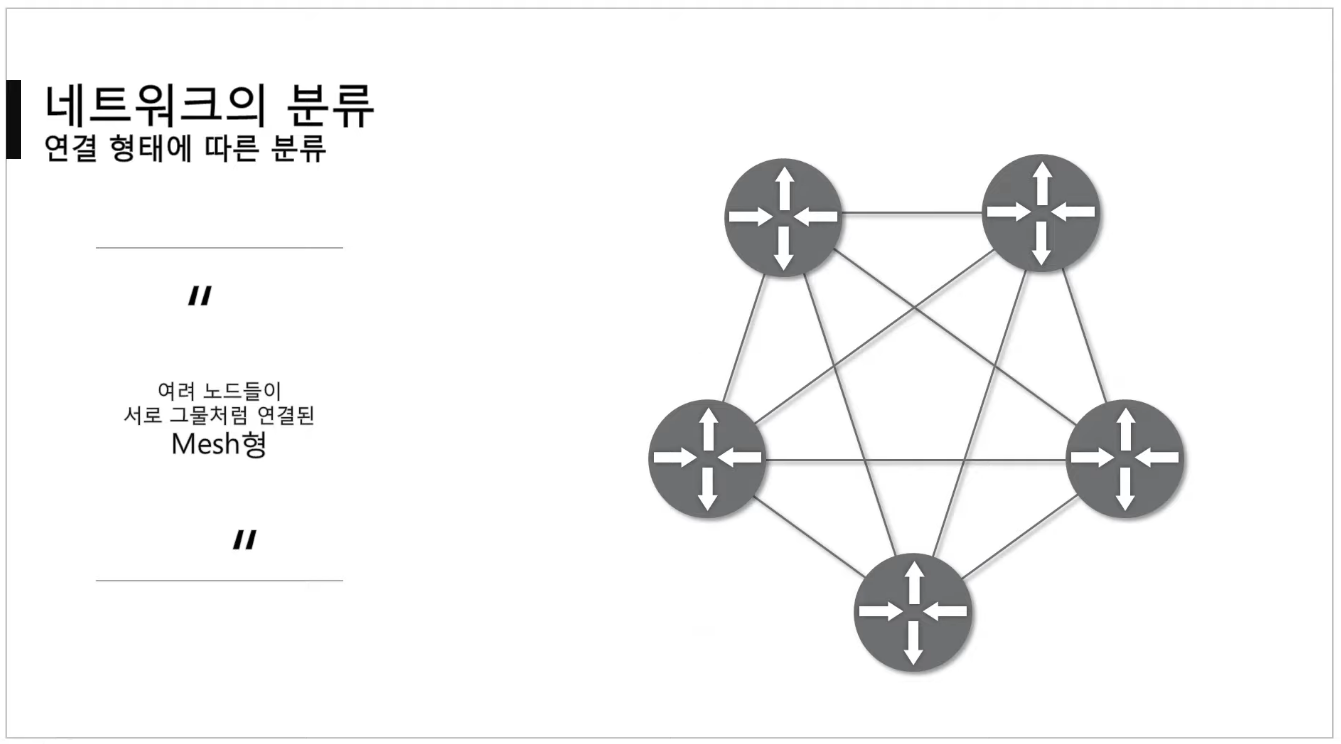 네트워크의 분류
연결 형태에 따른 분류
"
여려 노드들이
서로 그물처럼 연결된
Mesh형
"